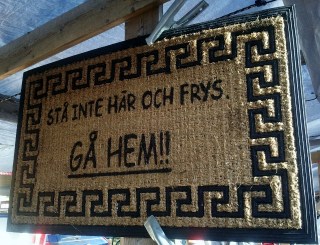 STÅ INTE HÄR OCH FRYS.
GÅ HEM!!